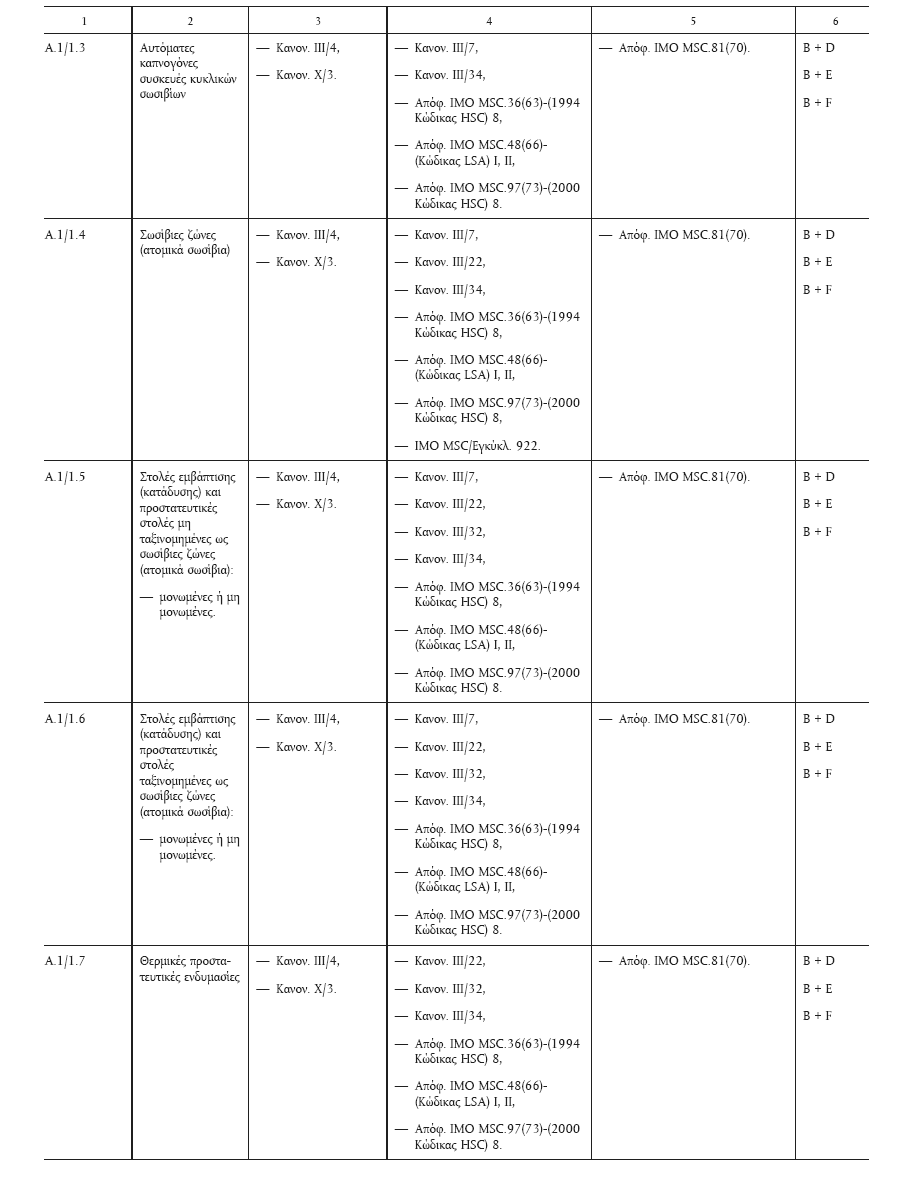 1 2 3 4 5 6
A.1/1.3
Αυτόματες
καπνογόνες
συσκευές κυκλικών
σωσιβίων
— Κανον. III/4,
— Κανον. X/3.
— Κανον. III/7,
— Κανον. III/34,
— Απόφ. IMO MSC.36(63)-(1994
Κώδικας HSC) 8,
— Απόφ. IMO MSC.48(66)-
(Κώδικας LSA) I, II,
— Απόφ. IMO MSC.97(73)-(2000
Κώδικας HSC) 8.
— Απόφ. IMO MSC.81(70).
B + D
B + E
B + F
A.1/1.4
Σωσίβιες ζώνες
(ατομικά σωσίβια)
— Κανον. III/4,
— Κανον. X/3.
— Κανον. III/7,
— Κανον. III/22,
— Κανον. III/34,
— Απόφ. IMO MSC.36(63)-(1994
Κώδικας HSC) 8,
— Απόφ. IMO MSC.48(66)-
(Κώδικας LSA) I, II,
— Απόφ. IMO MSC.97(73)-(2000
Κώδικας HSC) 8,
— IMO MSC/Εγκύκλ. 922.
— Απόφ. IMO MSC.81(70).
B + D
B + E
B + F
A.1/1.5
Στολές εμβάπτισης
(κατάδυσης) και
προστατευτικές
στολές μη
ταξινομημένες ως
σωσίβιες ζώνες
(ατομικά σωσίβια):
— μονωμένες ή μη
μονωμένες.
— Κανον. III/4,
— Κανον. X/3.
— Κανον. III/7,
— Κανον. III/22,
— Κανον. III/32,
— Κανον. III/34,
— Απόφ. IMO MSC.36(63)-(1994
Κώδικας HSC) 8,
— Απόφ. IMO MSC.48(66)-
(Κώδικας LSA) I, II,
— Απόφ. IMO MSC.97(73)-(2000
Κώδικας HSC) 8.
— Απόφ. IMO MSC.81(70).
B + D
B + E
B + F
A.1/1.6
Στολές εμβάπτισης
(κατάδυσης) και
προστατευτικές
στολές
ταξινομημένες ως
σωσίβιες ζώνες
(ατομικά σωσίβια):
— μονωμένες ή μη
μονωμένες.
— Κανον. III/4,
— Κανον. X/3.
— Κανον. III/7,
— Κανον. III/22,
— Κανον. III/32,
— Κανον. III/34,
— Απόφ. IMO MSC.36(63)-(1994
Κώδικας HSC) 8,
— Απόφ. IMO MSC.48(66)-
(Κώδικας LSA) I, II,
— Απόφ. IMO MSC.97(73)-(2000
Κώδικας HSC) 8.
— Απόφ. IMO MSC.81(70).
B + D
B + E
B + F
A.1/1.7
Θερμικές προστα-
τευτικές ενδυμασίες
— Κανον. III/4,
— Κανον. X/3.
— Κανον. III/22,
— Κανον. III/32,
— Κανον. III/34,
— Απόφ. IMO MSC.36(63)-(1994
Κώδικας HSC) 8,
— Απόφ. IMO MSC.48(66)-
(Κώδικας LSA) I, II,
— Απόφ. IMO MSC.97(73)-(2000
Κώδικας HSC) 8.
— Απόφ. IMO MSC.81(70).
B + D
B + E
B + F